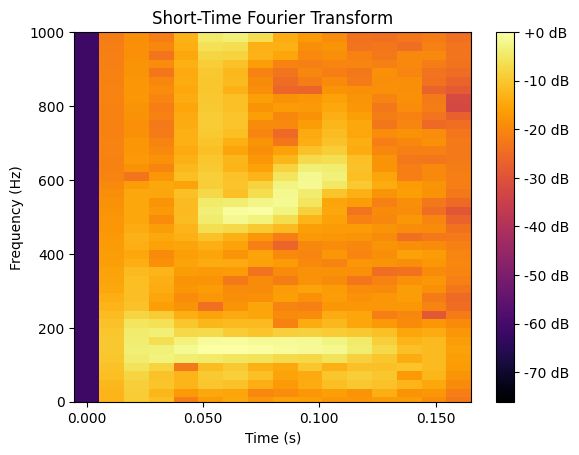 Short-Time Fourier Transform
1000
800
600
400
200
0
Frequency (Hz)
0.000
0.050
0.100
0.150
Time (s)
+0 dB
-10 dB
-20 dB
-30 dB
-40 dB
-50 dB
-60 dB
-70 dB